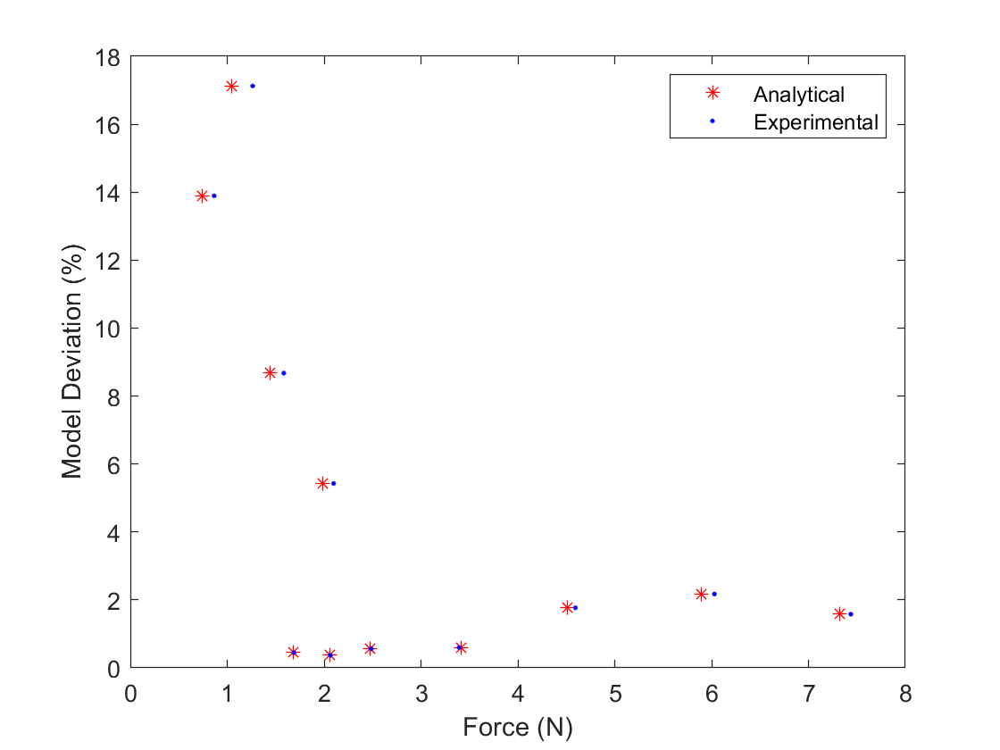 18
16
14
12
10
8
6
4
2
0
Model Deviation (%)
Analytical
Experimental
0 1 2 3 4 5 6 7 8
Force (N)